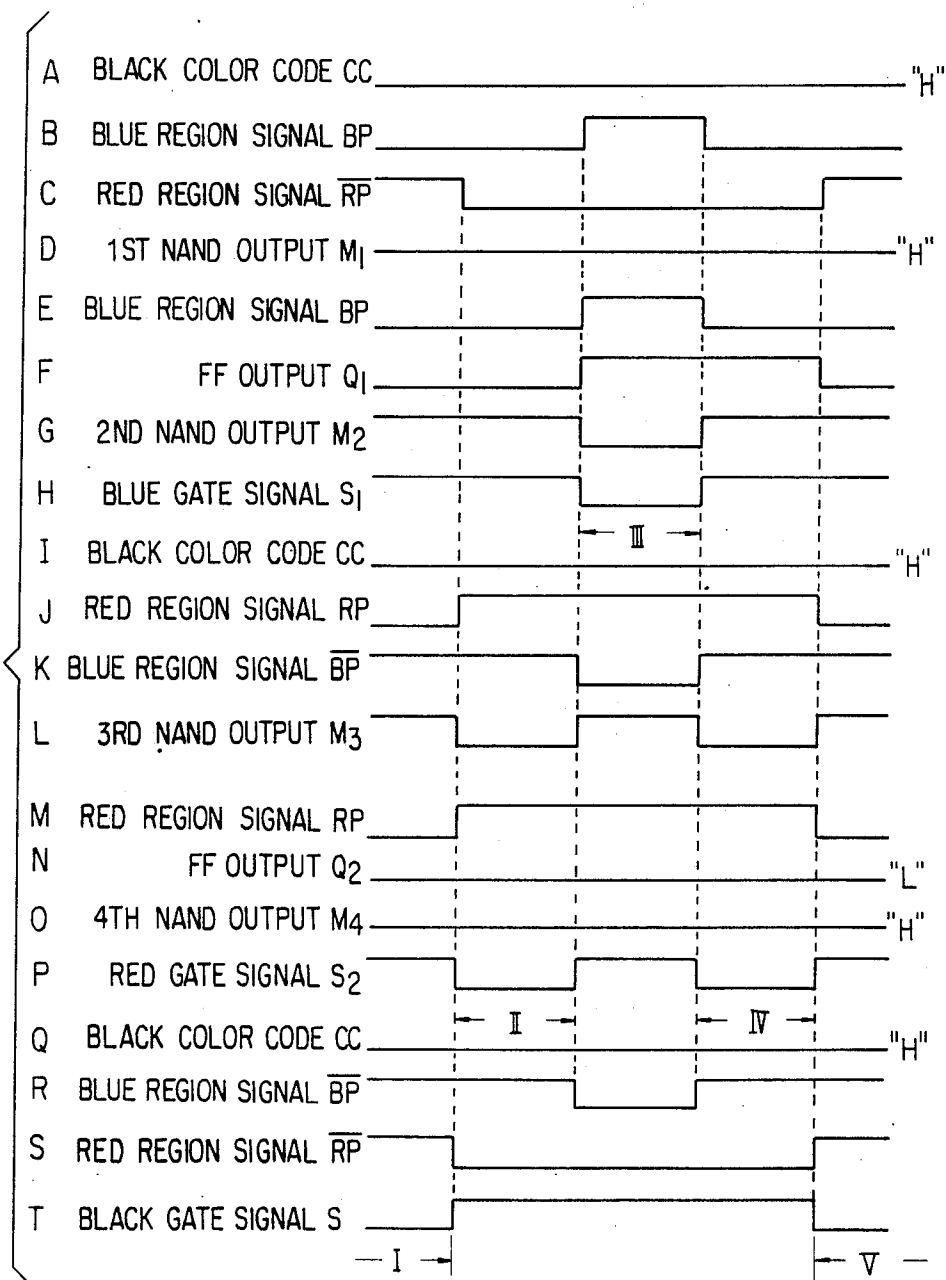 A BLACK COLOR CODE CC "H"
B BLUE REGION SIGNAL BP
C RED REGION SIGNAL R̅P̅
D 1ST NAND OUTPUT M1 "H"
E BLUE REGION SIGNAL BP
F FF OUTPUT Q1
G 2ND NAND OUTPUT M2
H BLUE GATE SIGNAL S1
III
I BLACK COLOR CODE CC "H"
J RED REGION SIGNAL RP
K BLUE REGION SIGNAL B̅P̅
L 3RD NAND OUTPUT M3
M RED REGION SIGNAL RP
N FF OUTPUT Q2 "L"
O 4TH NAND OUTPUT M4 "H"
P RED GATE SIGNAL S2
II IV
Q BLACK COLOR CODE CC "H"
R BLUE REGION SIGNAL B̅P̅
S RED REGION SIGNAL R̅P̅
T BLACK GATE SIGNAL S
I V